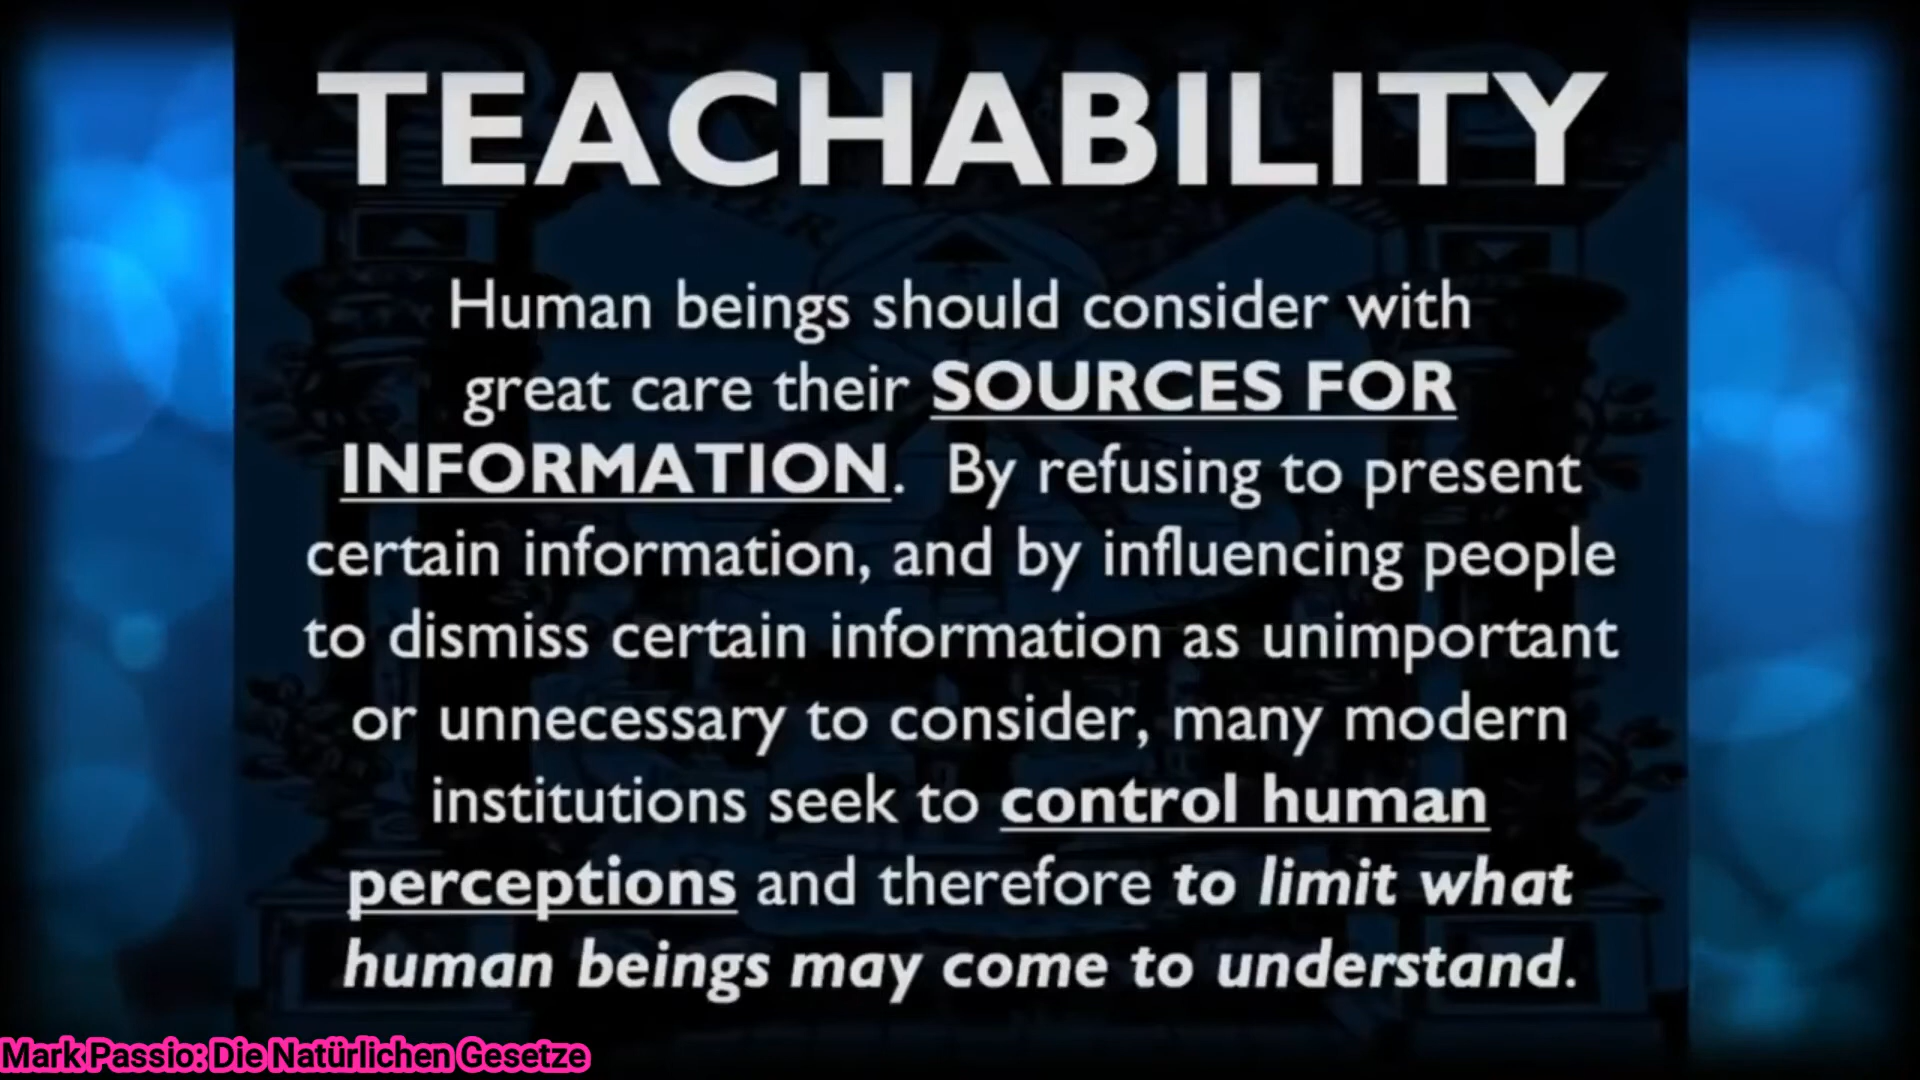 TEACHABILITY
Human beings should consider with
great care their SOURCES FOR
INFORMATION. By refusing to present
certain information, and by influencing people
to dismiss certain information as unimportant
or unnecessary to consider, many modern
institutions seek to control human
perceptions and therefore to limit what
human beings may come to understand.
Mark Passio: Die Natürlichen Gesetze